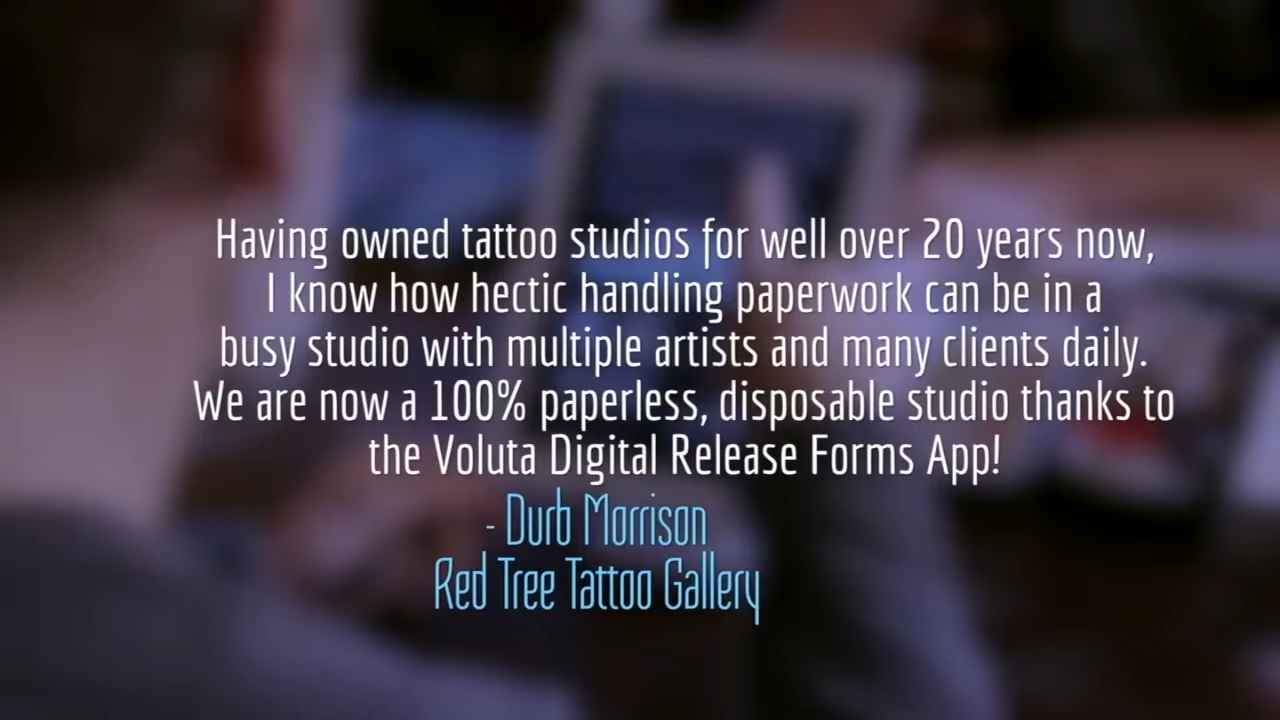 Having owned tattoo studios for well over 20 years now,
I know how hectic handling paperwork can be in a
busy studio with multiple artists and many clients daily.
We are now a 100% paperless, disposable studio thanks to
the Voluta Digital Release Forms App!
- Durb Morrison
Red Tree Tattoo Gallery